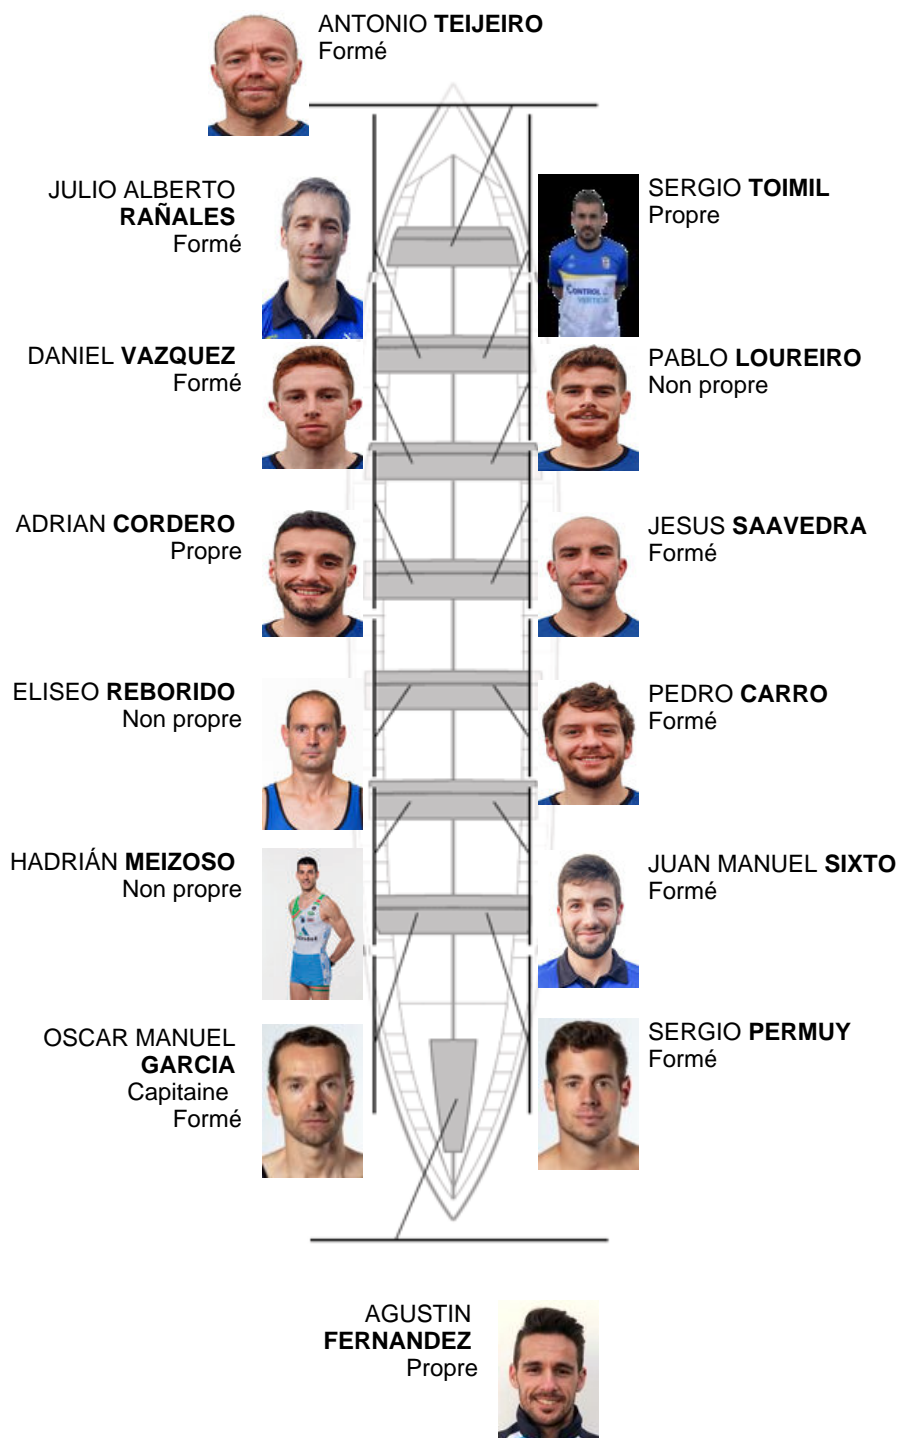 ANTONIO TEIJEIRO
Formé
JULIO ALBERTO
RAÑALES
Formé
SERGIO TOIMIL
Propre
CONTROL
VERTICAL
DANIEL VAZQUEZ
Formé
PABLO LOUREIRO
Non propre
ADRIAN CORDERO
Propre
JESUS SAAVEDRA
Formé
ELISEO REBORIDO
Non propre
PEDRO CARRO
Formé
HADRIÁN MEIZOSO
Non propre
JUAN MANUEL SIXTO
Formé
OSCAR MANUEL
GARCIA
Capitaine
Formé
SERGIO PERMUY
Formé
AGUSTIN
FERNANDEZ
Propre